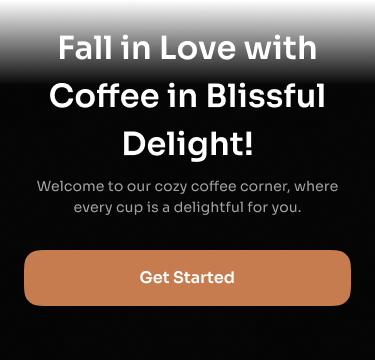 Fall in Love with
Coffee in Blissful
Delight!
Welcome to our cozy coffee corner, where
every cup is a delightful for you.
Get Started